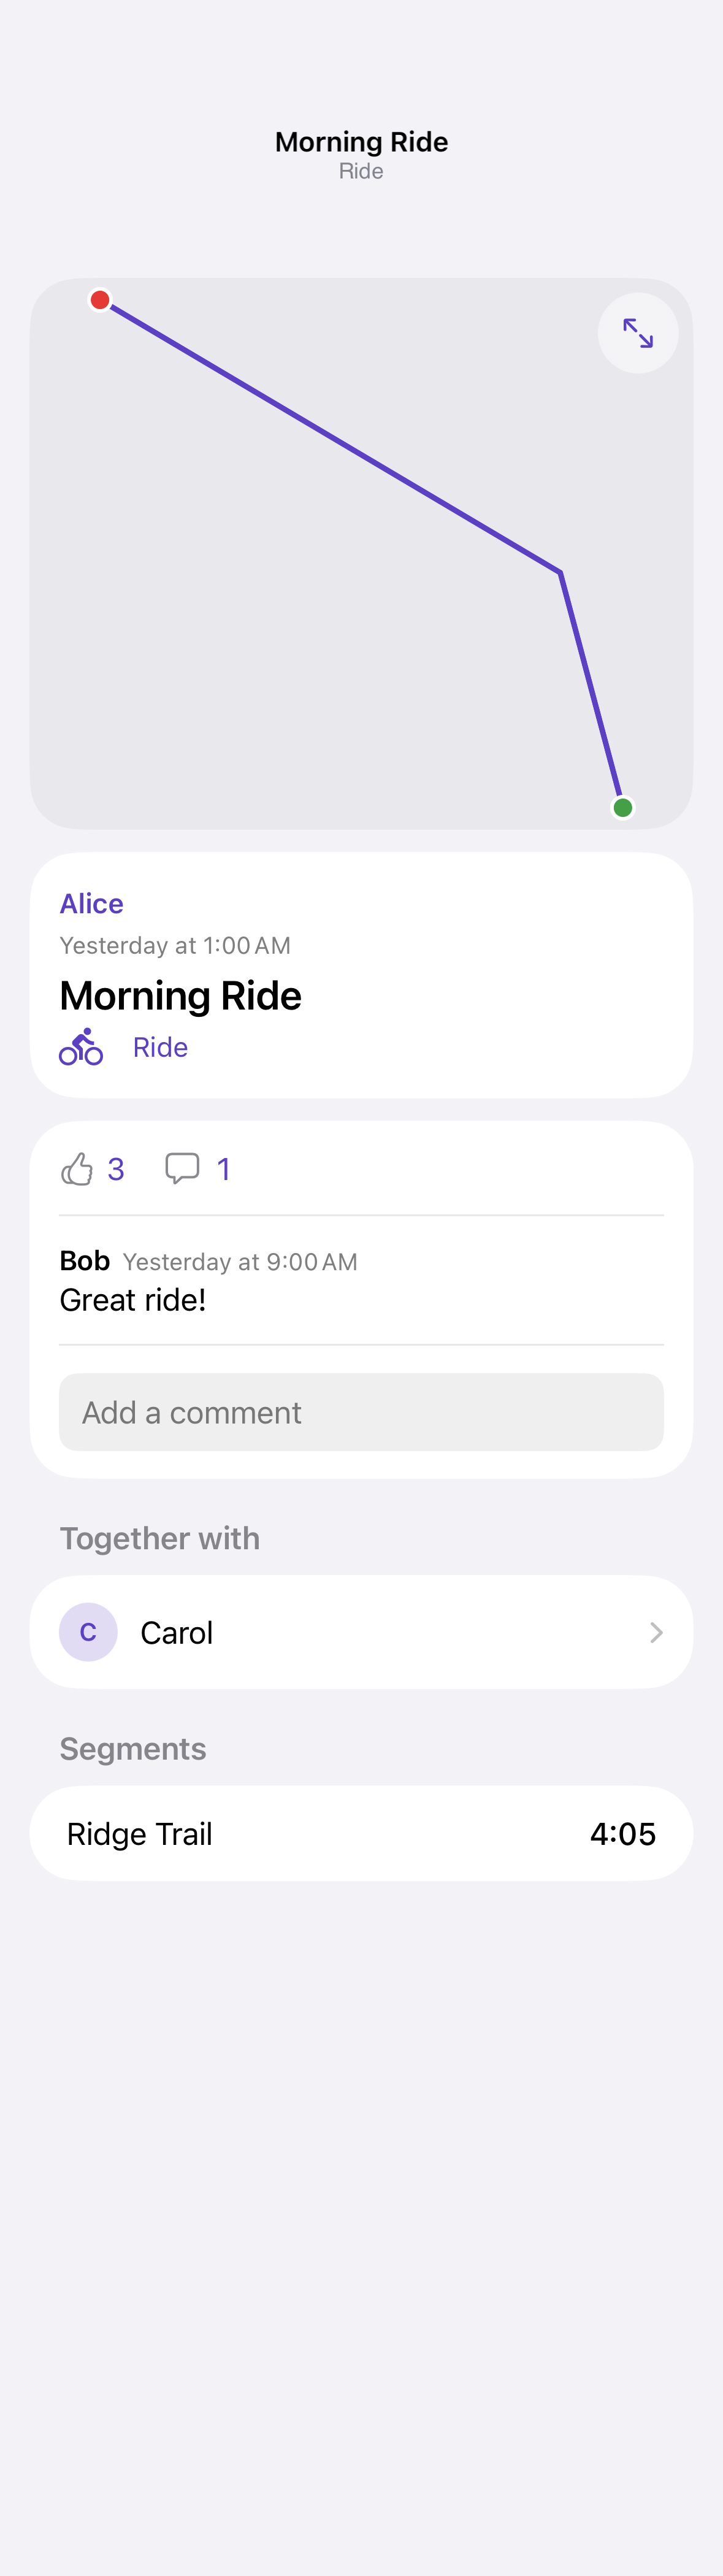 Morning Ride
Ride
Alice
Yesterday at 1:00 AM
Morning Ride
Ride
3 1
Bob Yesterday at 9:00 AM
Great ride!
Add a comment
Together with
C Carol
Segments
Ridge Trail 4:05